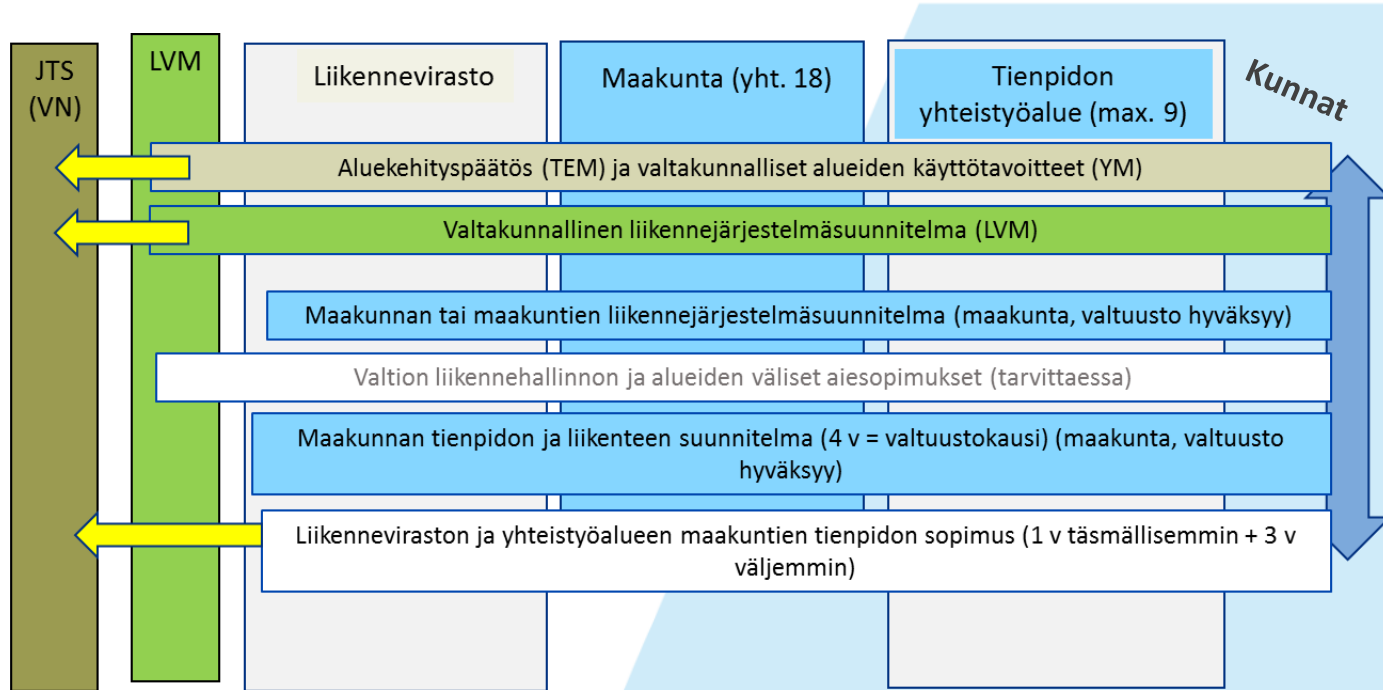 JTS
(VN)
LVM
Liikennevirasto
Maakunta (yht. 18)
Tienpidon
yhteistyöalue (max. 9)
Kunnat
Aluekehityspäätös (TEM) ja valtakunnalliset alueiden käyttötavoitteet (YM)
Valtakunnallinen liikennejärjestelmäsuunnitelma (LVM)
Maakunnan tai maakuntien liikennejärjestelmäsuunnitelma (maakunta, valtuusto hyväksyy)
Valtion liikennehallinnon ja alueiden väliset aiesopimukset (tarvittaessa)
Maakunnan tienpidon ja liikenteen suunnitelma (4 v = valtuustokausi) (maakunta, valtuusto
hyväksyy)
Liikenneviraston ja yhteistyöalueen maakuntien tienpidon sopimus (1 v täsmällisemmin + 3 v
väljemmin)